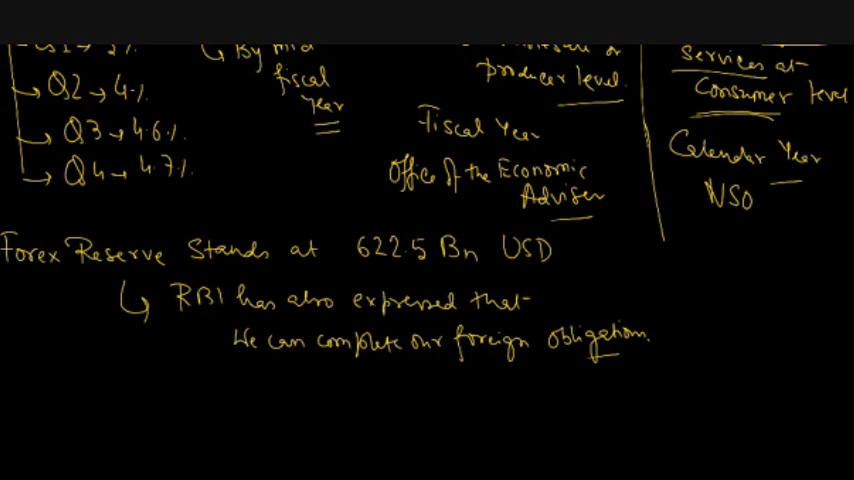 By mid
fiscal
Year
Q2 → 4.%
Q3 → 4.6.%
Q4 → 4.7.%
producer level.
Fiscal Year
Office of the Economic
Adviser
Services at
Consumer level
Calendar Year
NSO
Forex Reserve Stands at 622.5 Bn USD
RBI has also expressed that
We can complete our foreign obligation.